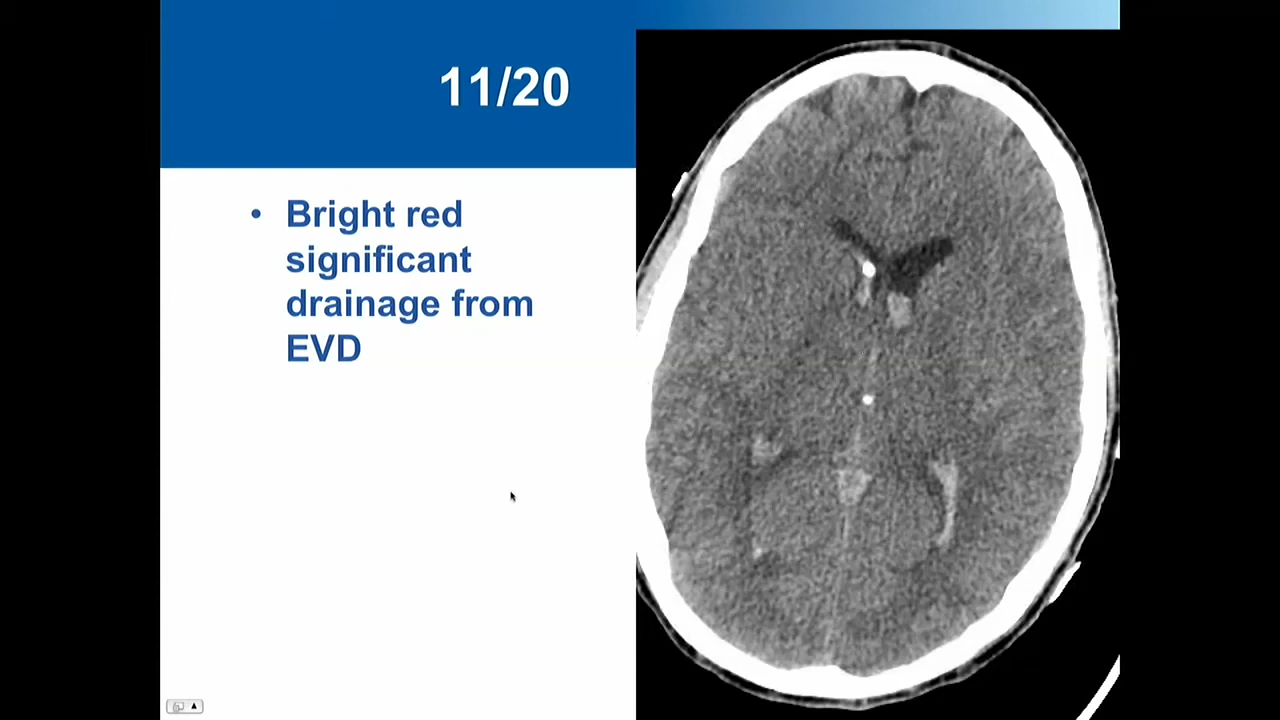 11/20
• Bright red
significant
drainage from
EVD